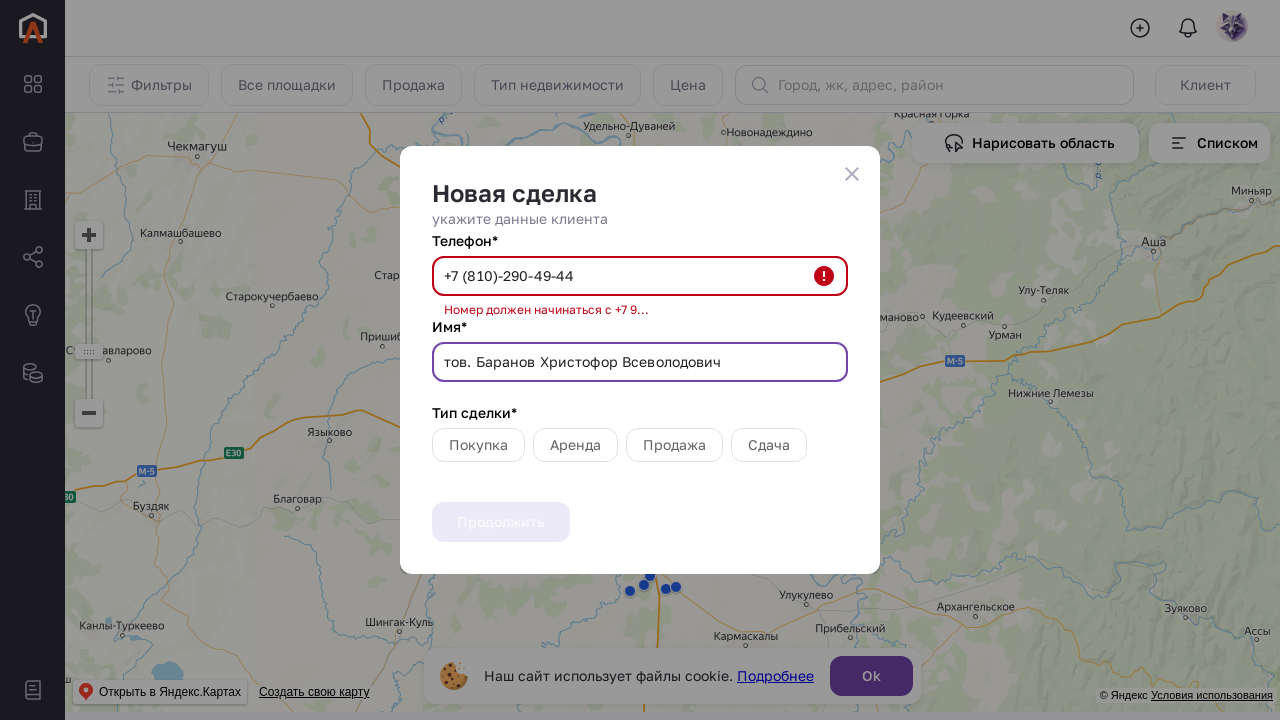 Фильтры
Все площадки
Продажа
Тип недвижимости
Цена
Город, жк, адрес, район
Клиент
Удельно-Дуваней
Новонадеждино
Красная горка
Нарисовать область
Списком
Чекмагуш
Миньяр
Калмашбашево
Аша
Старокучербаево
Улу-Теляк
Кудеевский
Урман
М-5
Нижние Лемезы
Языково
Е30
М-5
Благовар
Буздяк
Новая сделка
укажите данные клиента
Телефон*
+7 (810)-290-49-44
Номер должен начинаться с +7 9...
Имя*
тов. Баранов Христофор Всеволодович
Тип сделки*
Покупка
Аренда
Продажа
Сдача
Продолжить
Улукулево
Архангельское
Зуяково
Канлы-Туркеево
Шингак-Куль
Прибельский
Кармаскалы
Ассы
Наш сайт использует файлы cookie. Подробнее
Ok
Открыть в Яндекс.Картах
Создать свою карту
© Яндекс Условия использования